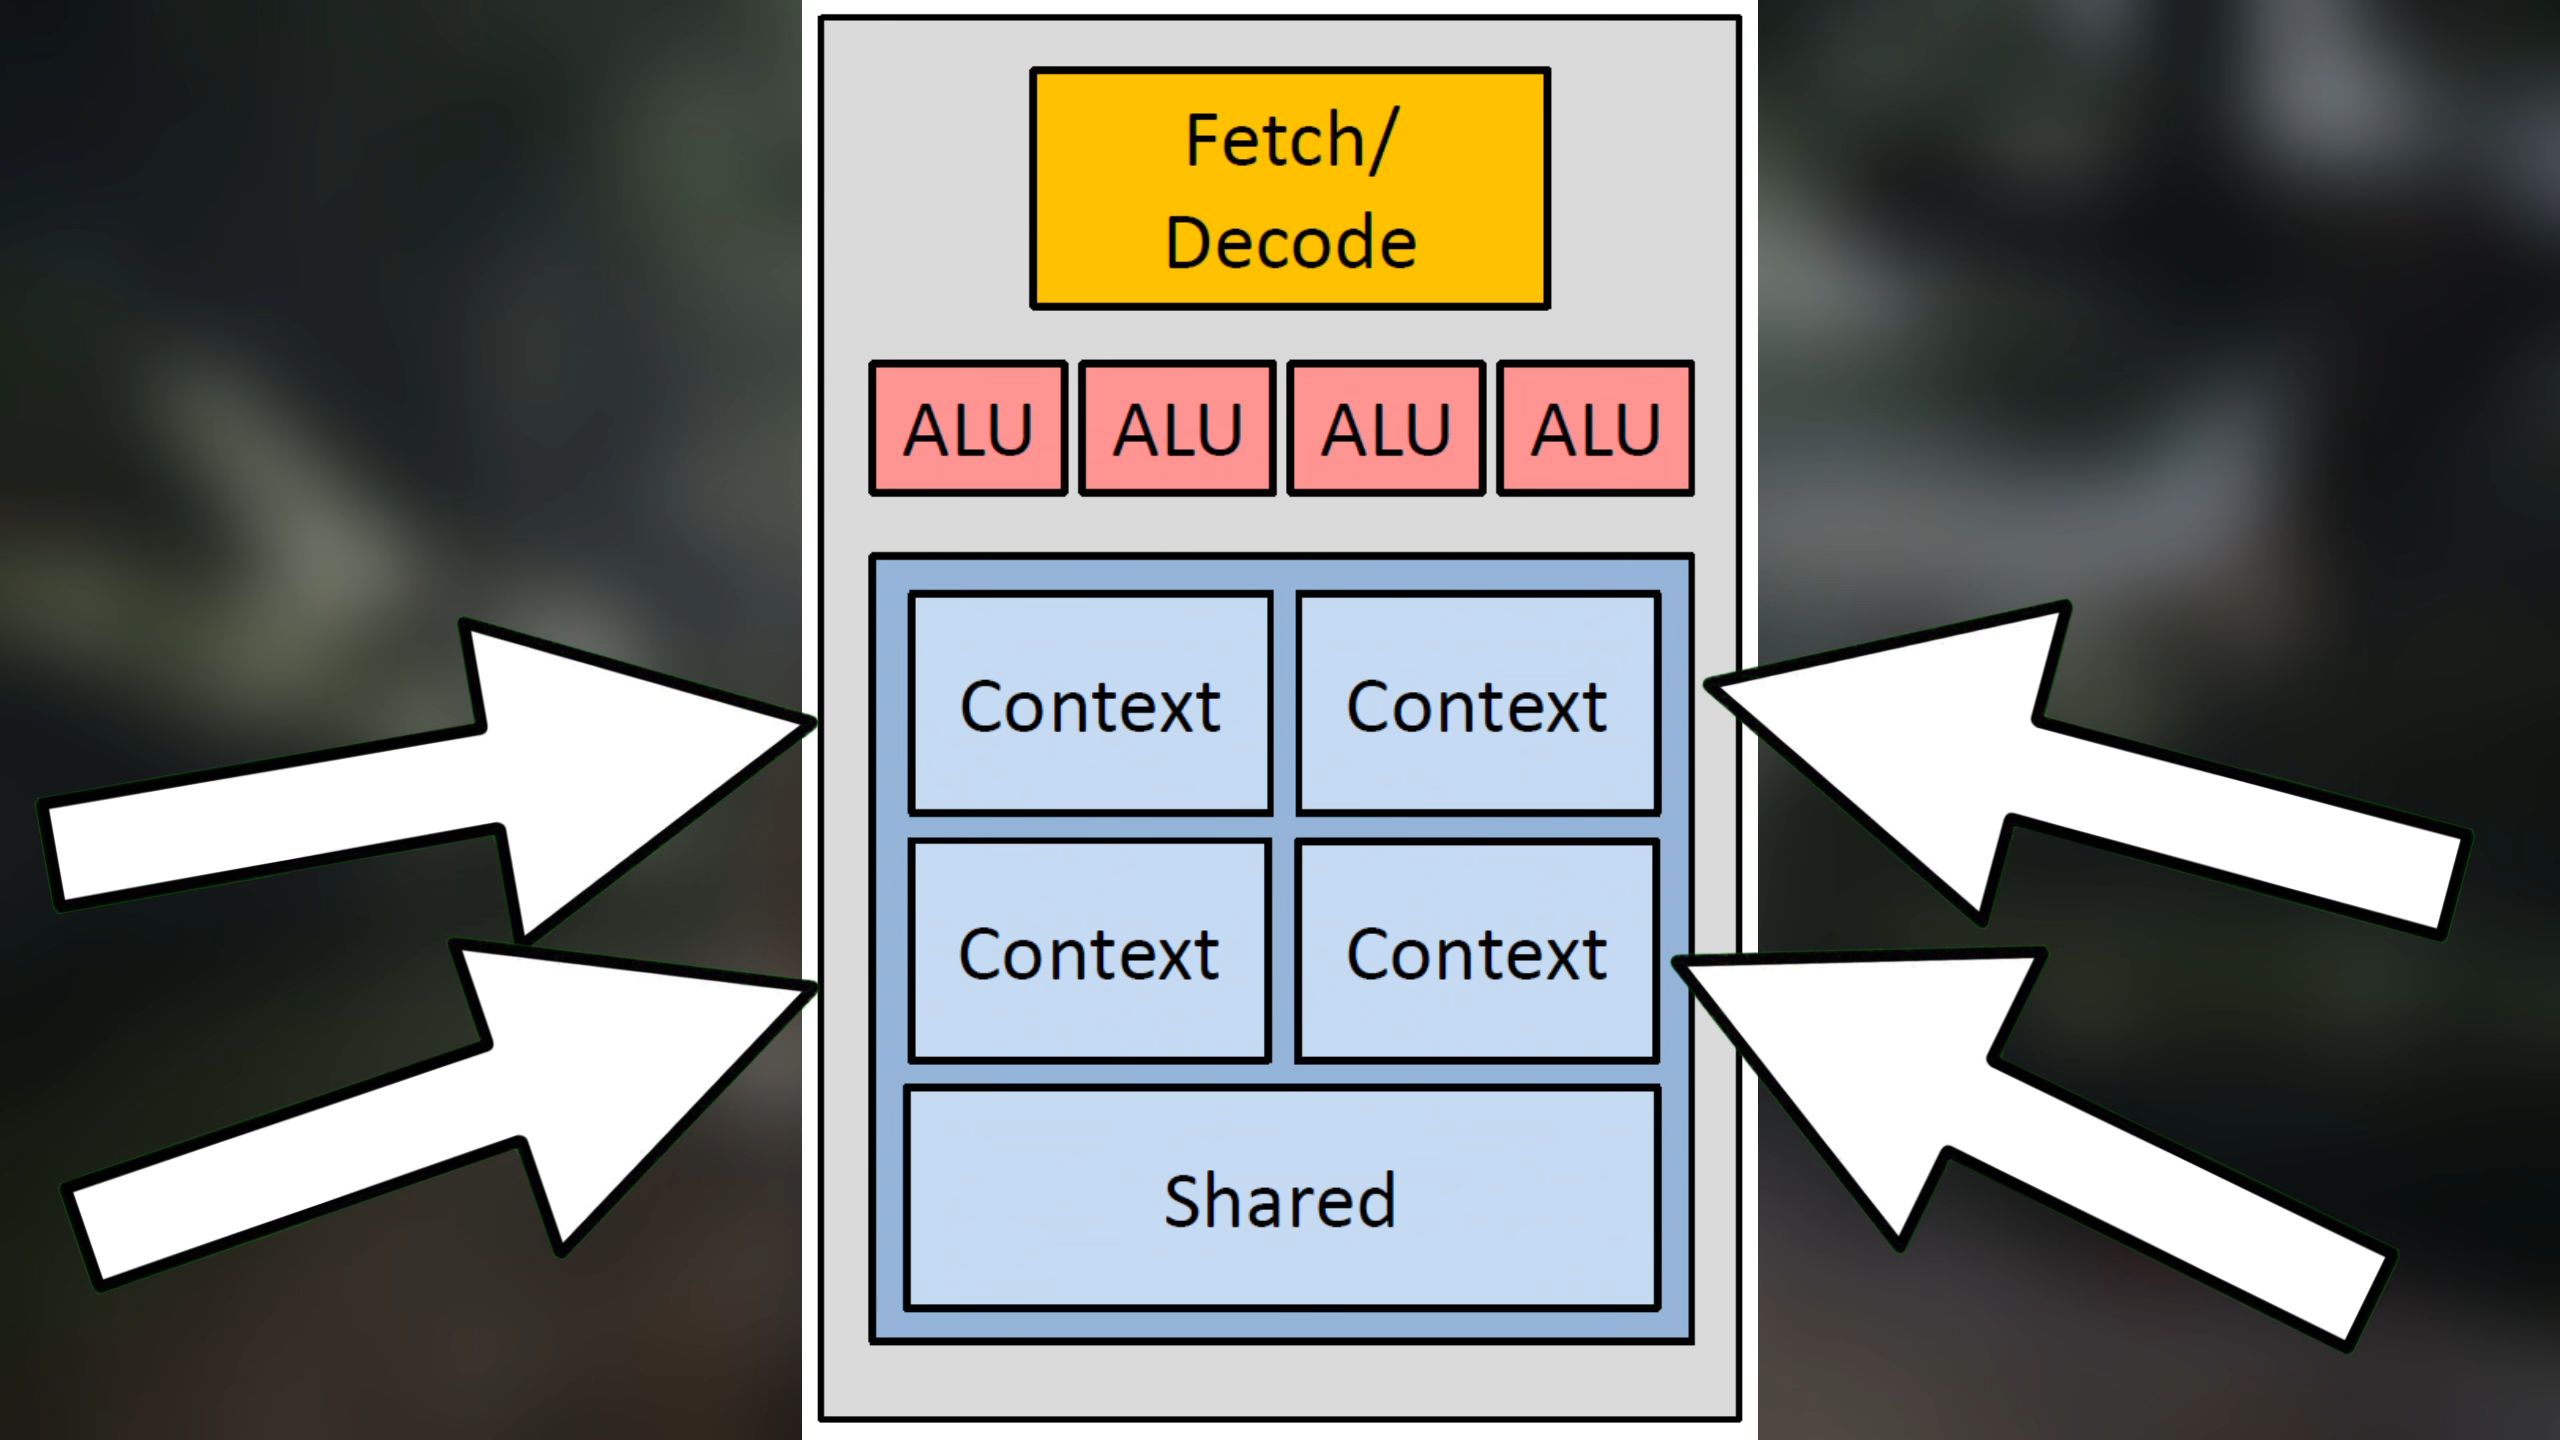 Fetch/
Decode
ALU ALU ALU ALU
Context Context
Context Context
Shared